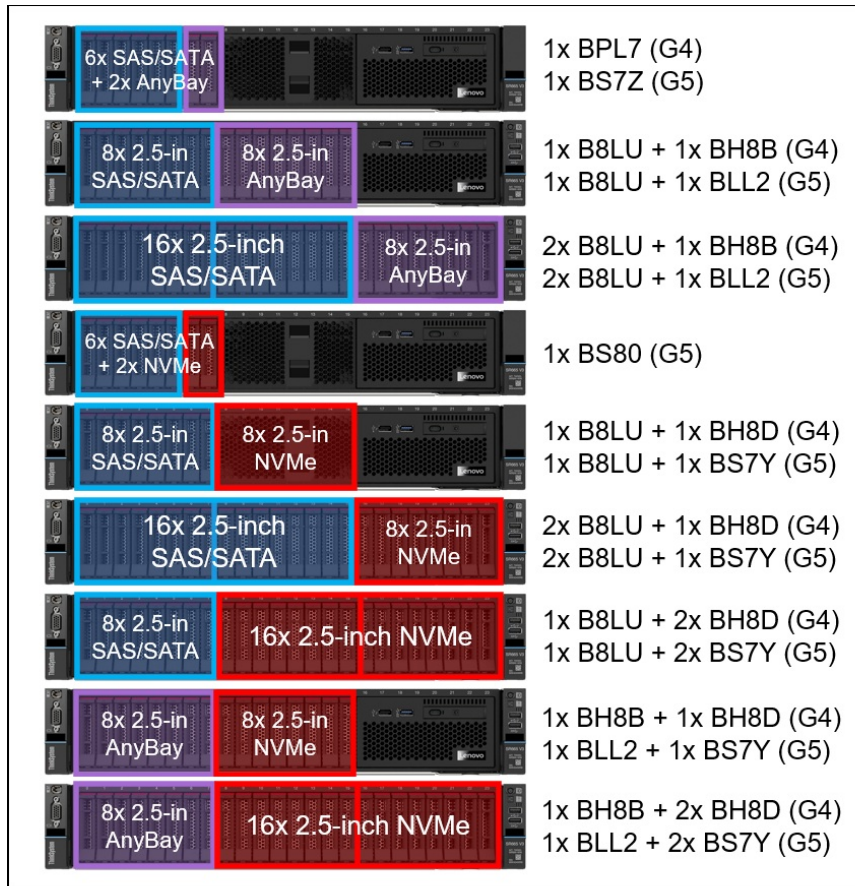 6x SAS/SATA
+ 2x AnyBay
1x BPL7 (G4)
1x BS7Z (G5)
8x 2.5-in
SAS/SATA
8x 2.5-in
AnyBay
1x B8LU + 1x BH8B (G4)
1x B8LU + 1x BLL2 (G5)
16x 2.5-inch
SAS/SATA
8x 2.5-in
AnyBay
2x B8LU + 1x BH8B (G4)
2x B8LU + 1x BLL2 (G5)
6x SAS/SATA
+ 2x NVMe
1x BS80 (G5)
8x 2.5-in
SAS/SATA
8x 2.5-in
NVMe
1x B8LU + 1x BH8D (G4)
1x B8LU + 1x BS7Y (G5)
16x 2.5-inch
SAS/SATA
8x 2.5-in
NVMe
2x B8LU + 1x BH8D (G4)
2x B8LU + 1x BS7Y (G5)
8x 2.5-in
SAS/SATA
16x 2.5-inch NVMe
1x B8LU + 2x BH8D (G4)
1x B8LU + 2x BS7Y (G5)
8x 2.5-in
AnyBay
8x 2.5-in
NVMe
1x BH8B + 1x BH8D (G4)
1x BLL2 + 1x BS7Y (G5)
8x 2.5-in
AnyBay
16x 2.5-inch NVMe
1x BH8B + 2x BH8D (G4)
1x BLL2 + 2x BS7Y (G5)